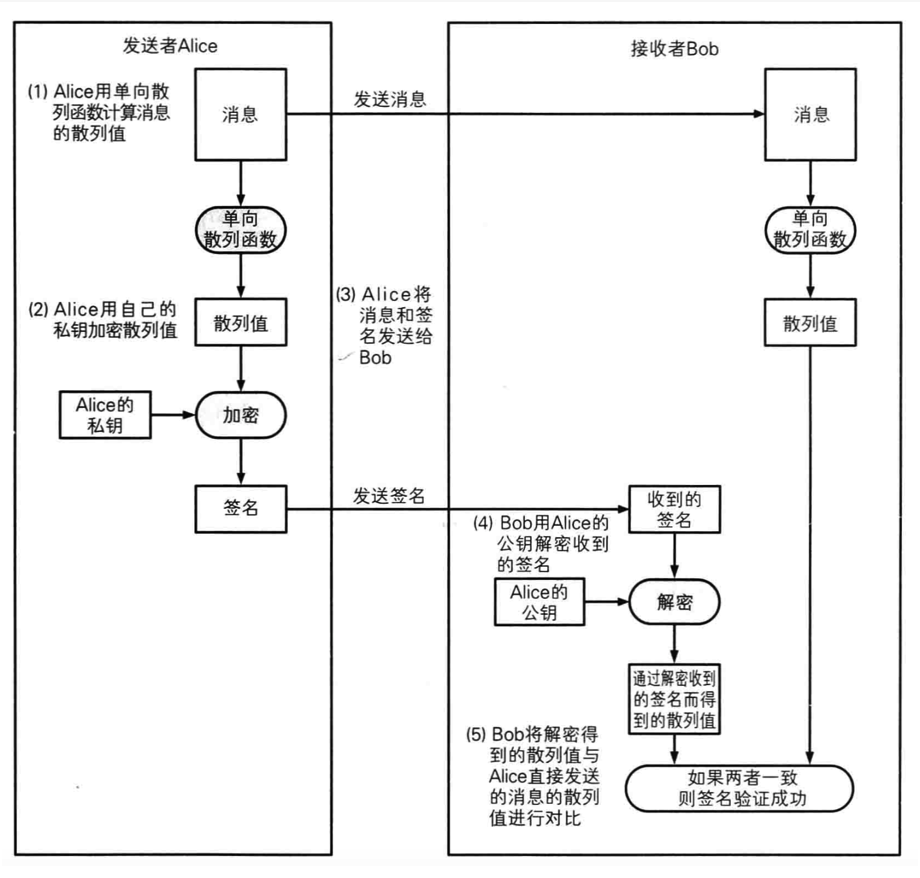 发送者Alice
接收者Bob
(1) Alice用单向散
列函数计算消息
的散列值
消息
发送消息
消息
单向
散列函数
单向
散列函数
(2) Alice用自己的
私钥加密散列值
散列值
(3) Alice将
消息和签
名发送给
Bob
散列值
Alice的
私钥
加密
签名
发送签名
收到的
签名
(4) Bob用Alice的
公钥解密收到
的签名
Alice的
公钥
解密
通过解密收到
的签名而得
到的散列值
(5) Bob将解密得
到的散列值与
Alice直接发送
的消息的散列
值进行对比
如果两者一致
则签名验证成功